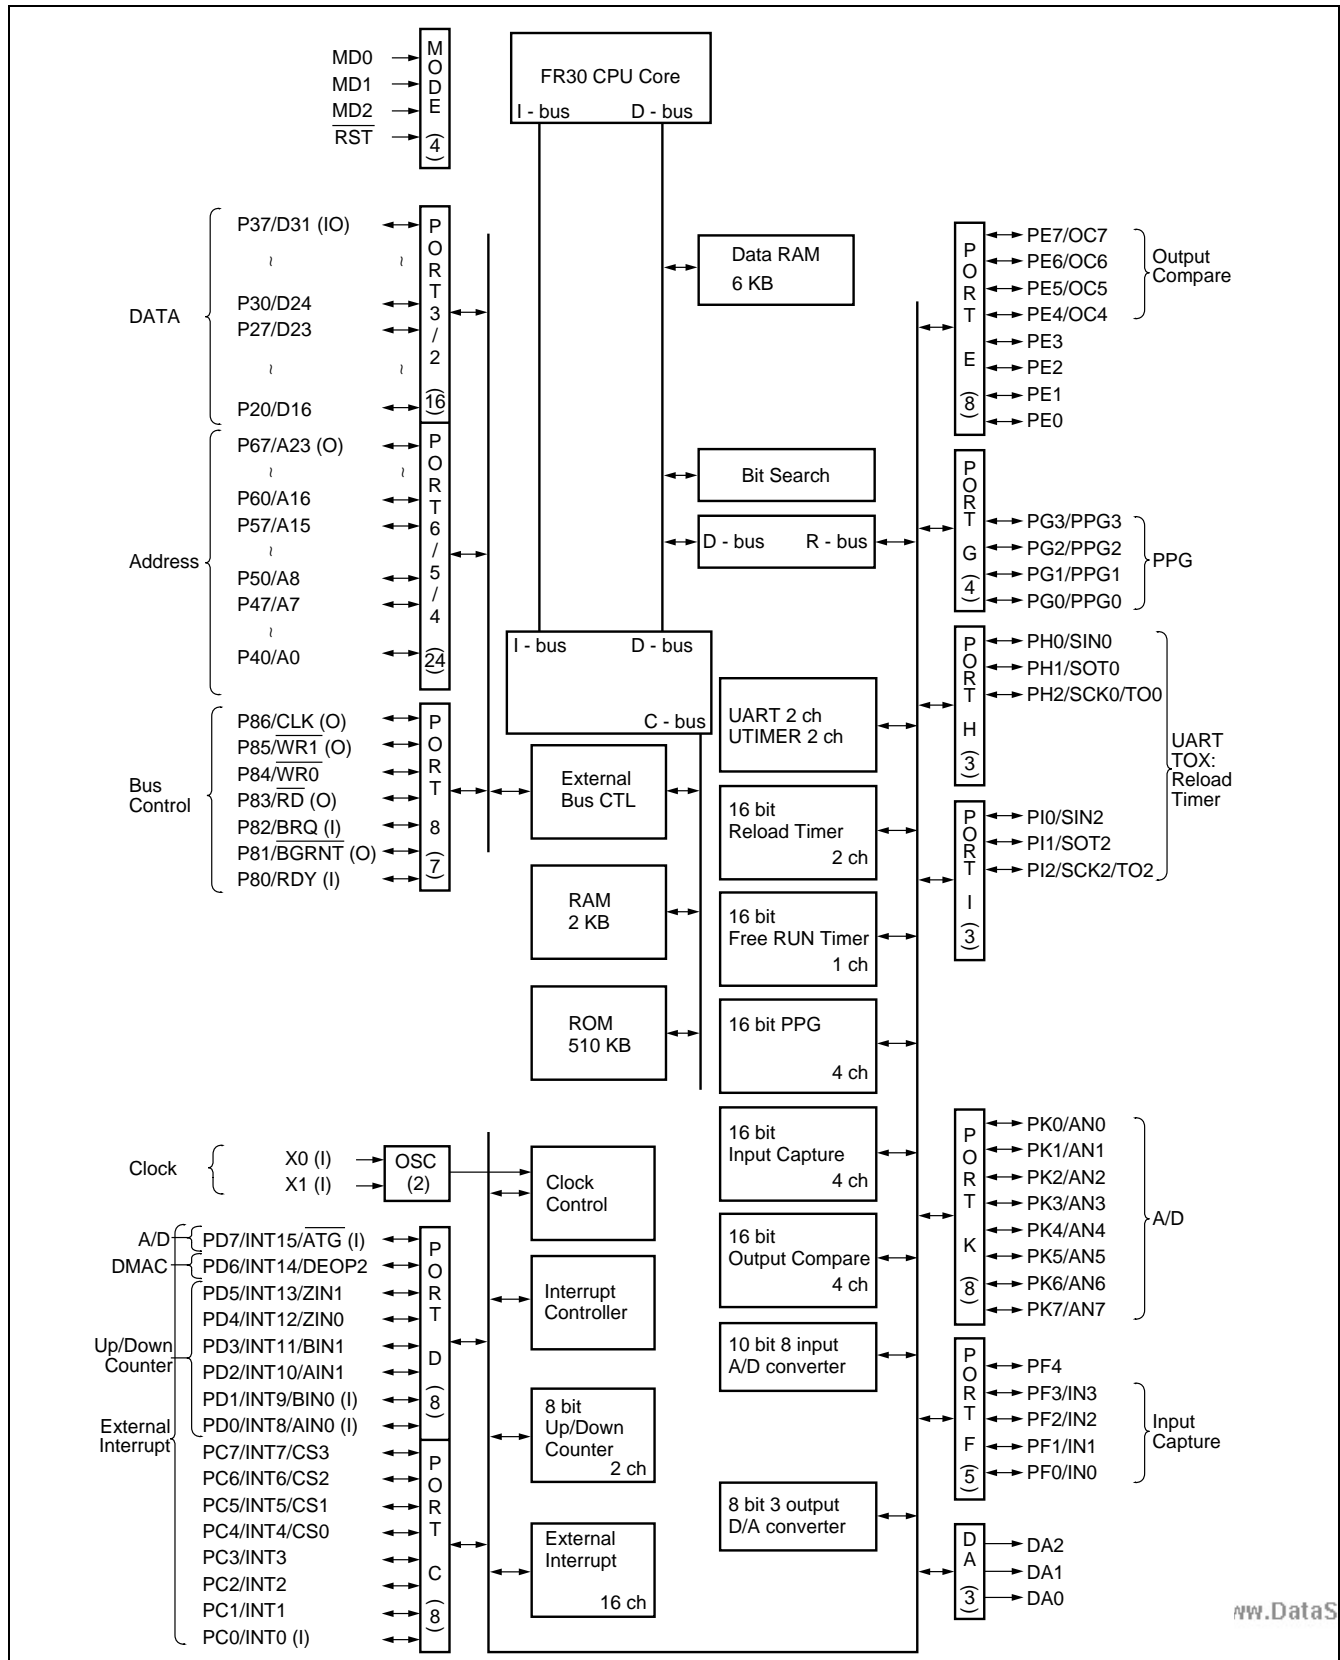 MD0
MD1
MD2
RST
MODE (4)
FR30 CPU Core
I - bus D - bus
DATA
P37/D31 (IO)
~ ~
P30/D24
P27/D23
~ ~
P20/D16
PORT3/2 (16)
Address
P67/A23 (O)
~ ~
P60/A16
P57/A15
~
P50/A8
P47/A7
~
P40/A0
PORT6/5/4 (24)
Bus
Control
P86/CLK (O)
P85/WR1 (O)
P84/WR0
P83/RD (O)
P82/BRQ (I)
P81/BGRNT (O)
P80/RDY (I)
PORT 8 (7)
Data RAM
6 KB
Bit Search
D - bus R - bus
I - bus D - bus
C - bus
External
Bus CTL
RAM
2 KB
ROM
510 KB
UART 2 ch
UTIMER 2 ch
16 bit
Reload Timer
2 ch
16 bit
Free RUN Timer
1 ch
16 bit PPG
4 ch
16 bit
Input Capture
4 ch
16 bit
Output Compare
4 ch
10 bit 8 input
A/D converter
8 bit 3 output
D/A converter
PORT E (8)
PE7/OC7
PE6/OC6
PE5/OC5
PE4/OC4
PE3
PE2
PE1
PE0
Output
Compare
PORT G (4)
PG3/PPG3
PG2/PPG2
PG1/PPG1
PG0/PPG0
PPG
PORT H (3)
PH0/SIN0
PH1/SOT0
PH2/SCK0/TO0
UART
TOX:
Reload
Timer
PORT I (3)
PI0/SIN2
PI1/SOT2
PI2/SCK2/TO2
PORT K (8)
PK0/AN0
PK1/AN1
PK2/AN2
PK3/AN3
PK4/AN4
PK5/AN5
PK6/AN6
PK7/AN7
A/D
PORT F (5)
PF4
PF3/IN3
PF2/IN2
PF1/IN1
PF0/IN0
Input
Capture
DA (3)
DA2
DA1
DA0
Clock
X0 (I)
X1 (I)
OSC
(2)
Clock
Control
Interrupt
Controller
8 bit
Up/Down
Counter
2 ch
External
Interrupt
16 ch
A/D
DMAC
Up/Down
Counter
External
Interrupt
PD7/INT15/ATG (I)
PD6/INT14/DEOP2
PD5/INT13/ZIN1
PD4/INT12/ZIN0
PD3/INT11/BIN1
PD2/INT10/AIN1
PD1/INT9/BIN0 (I)
PD0/INT8/AIN0 (I)
PORT D (8)
PC7/INT7/CS3
PC6/INT6/CS2
PC5/INT5/CS1
PC4/INT4/CS0
PC3/INT3
PC2/INT2
PC1/INT1
PC0/INT0 (I)
PORT C (8)
ww.DataS